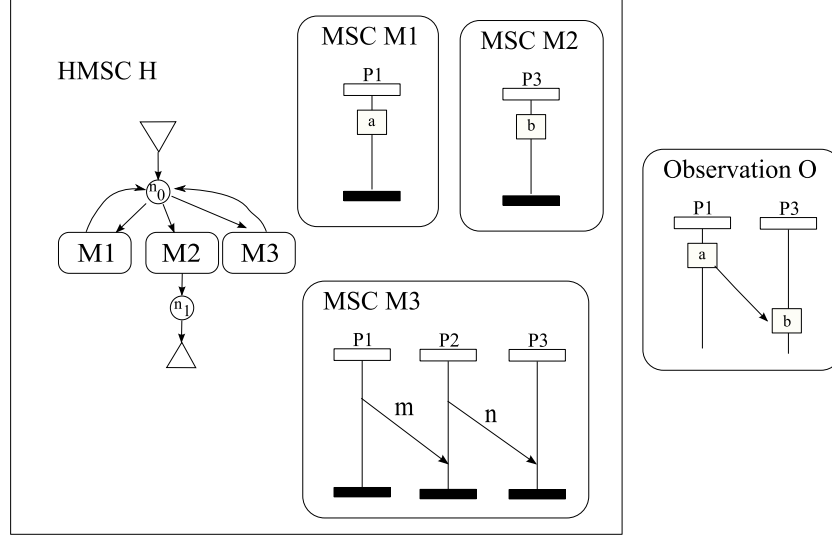 HMSC H
n0
M1 M2 M3
n1
MSC M1
P1
a
MSC M2
P3
b
MSC M3
P1 P2 P3
m
n
Observation O
P1 P3
a
b